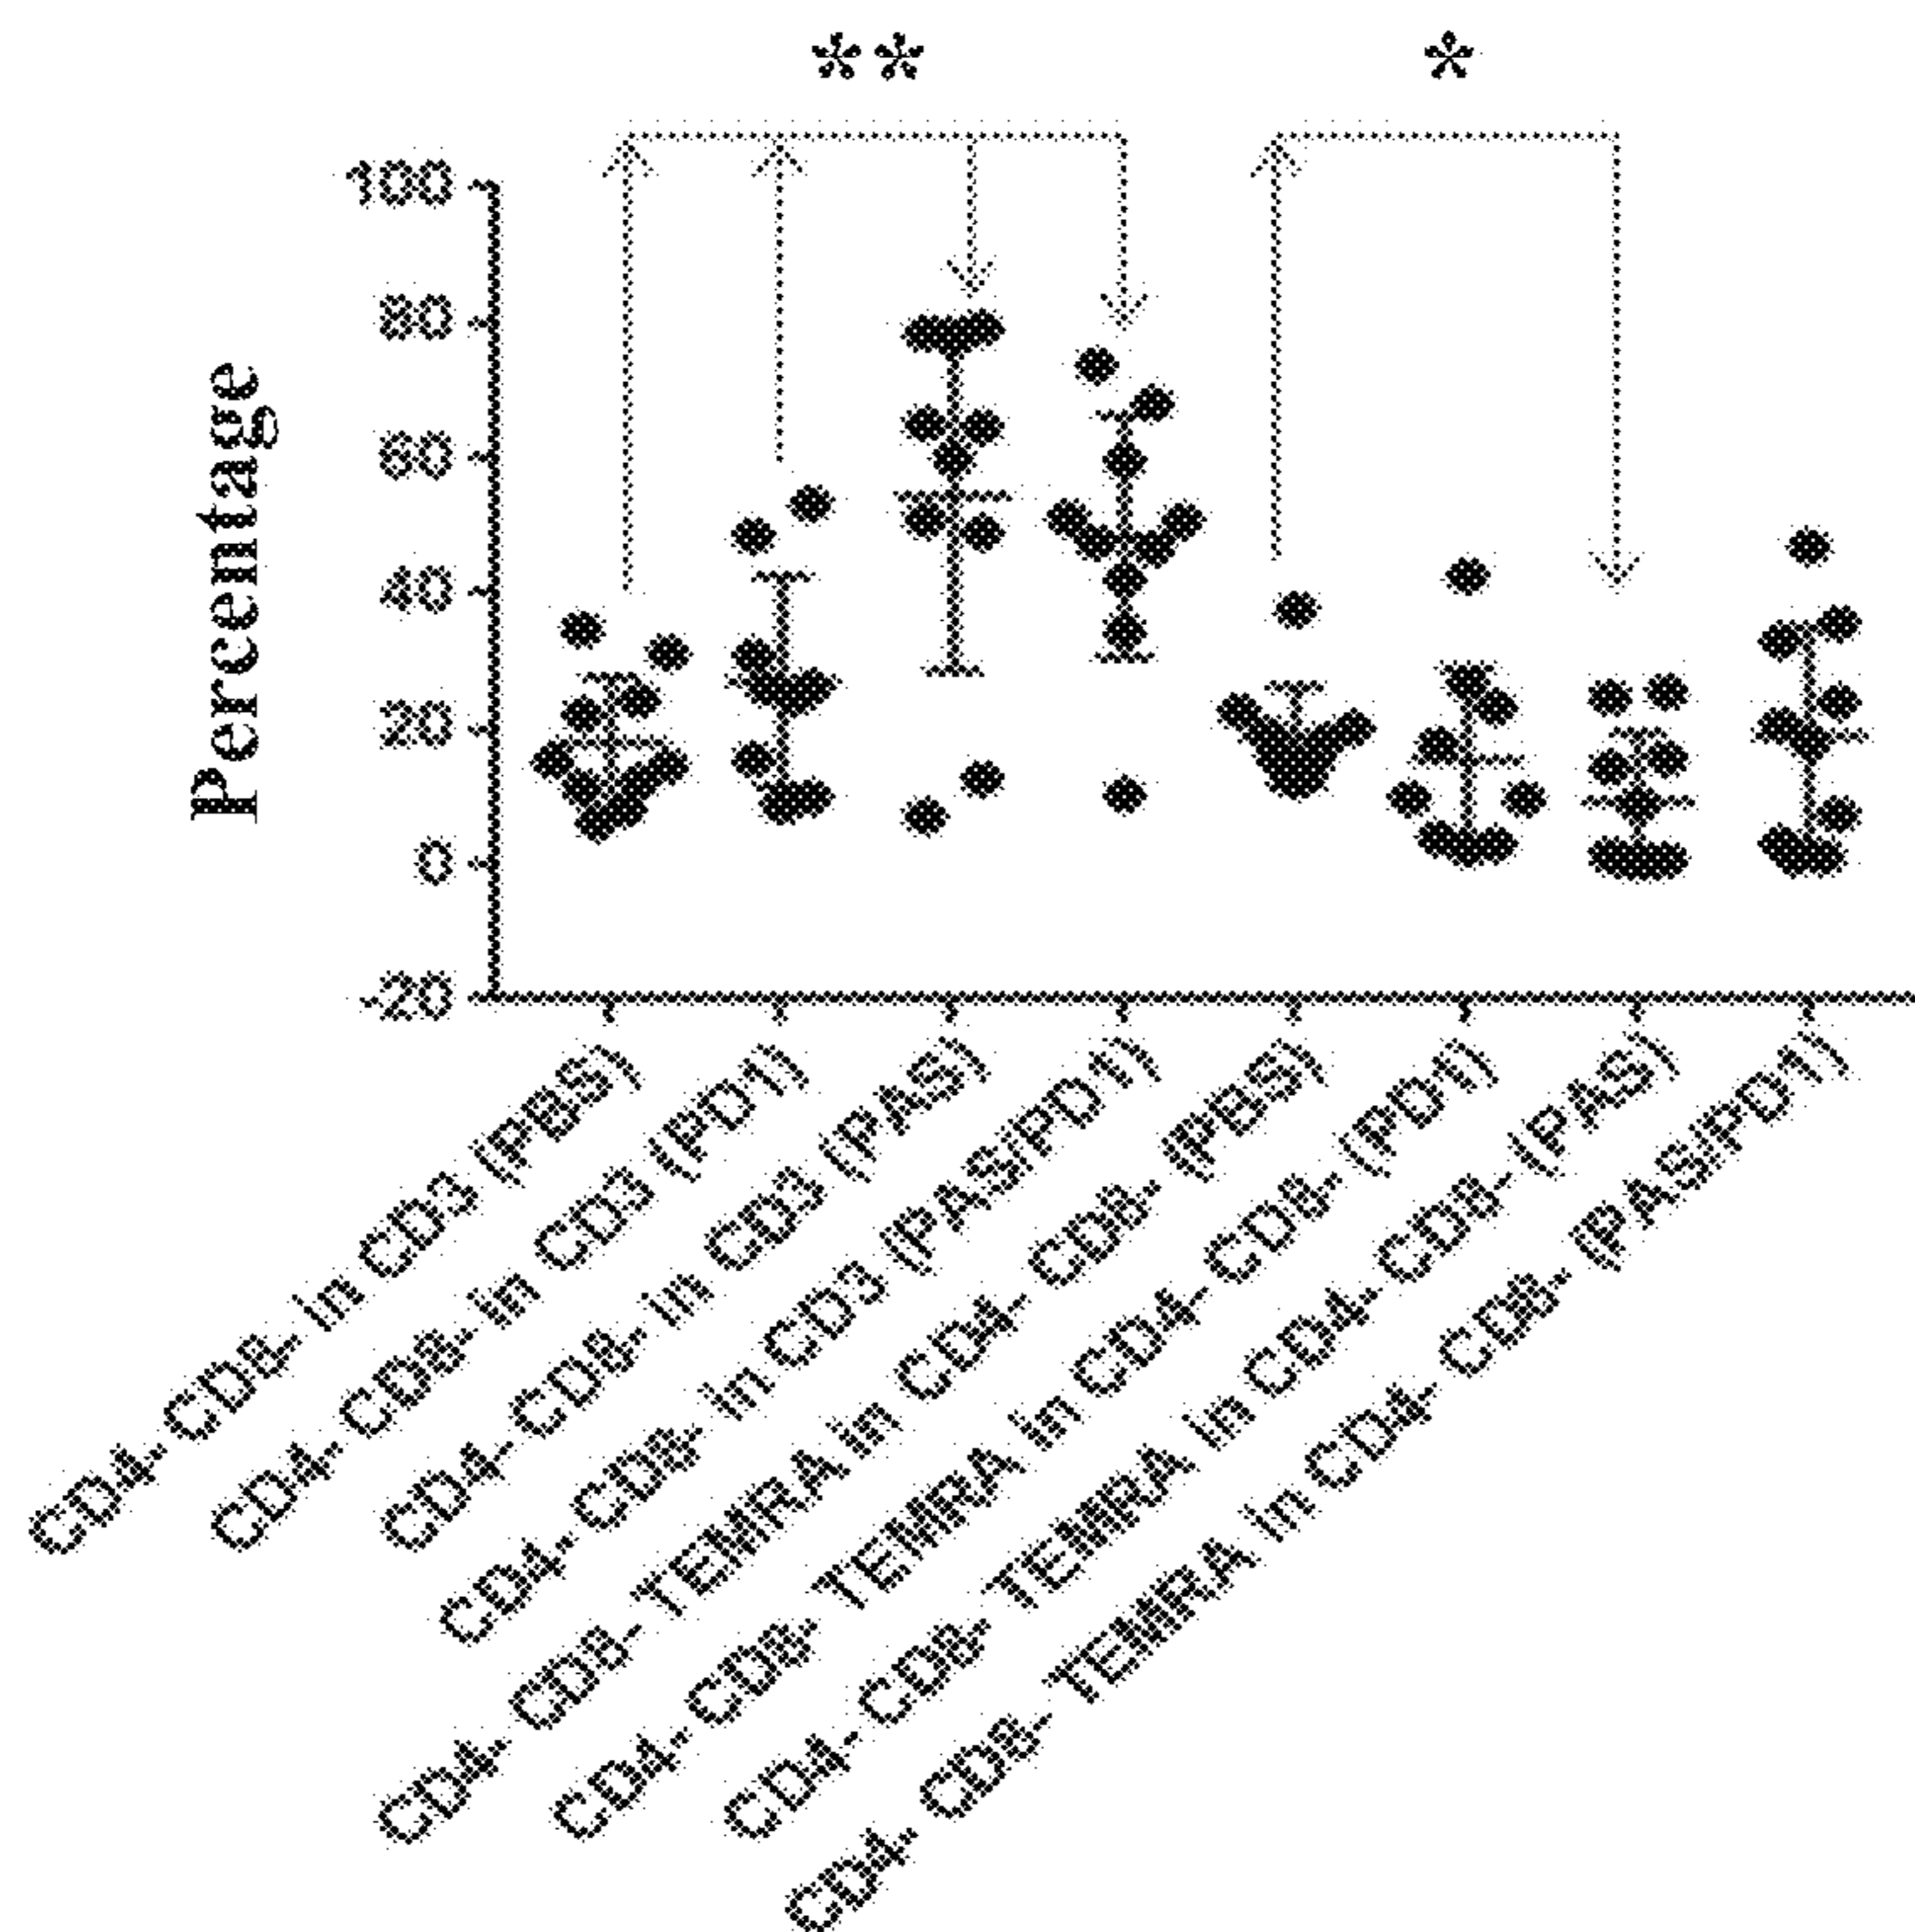 ** *
100
80
60
40
20
0
-20
Percentage
CD4- CD8- in CD3 (PBS)
CD4- CD8- in CD3 (PD1)
CD4- CD8- in CD3 (PAS)
CD4- CD8- in CD3 (PAS/PD1)
CD4- CD8- TEMRA in CD4- CD8- (PBS)
CD4- CD8- TEMRA in CD4- CD8- (PD1)
CD4- CD8- TEMRA in CD4- CD8- (PAS)
CD4- CD8- TEMRA in CD4- CD8- (PAS/PD1)